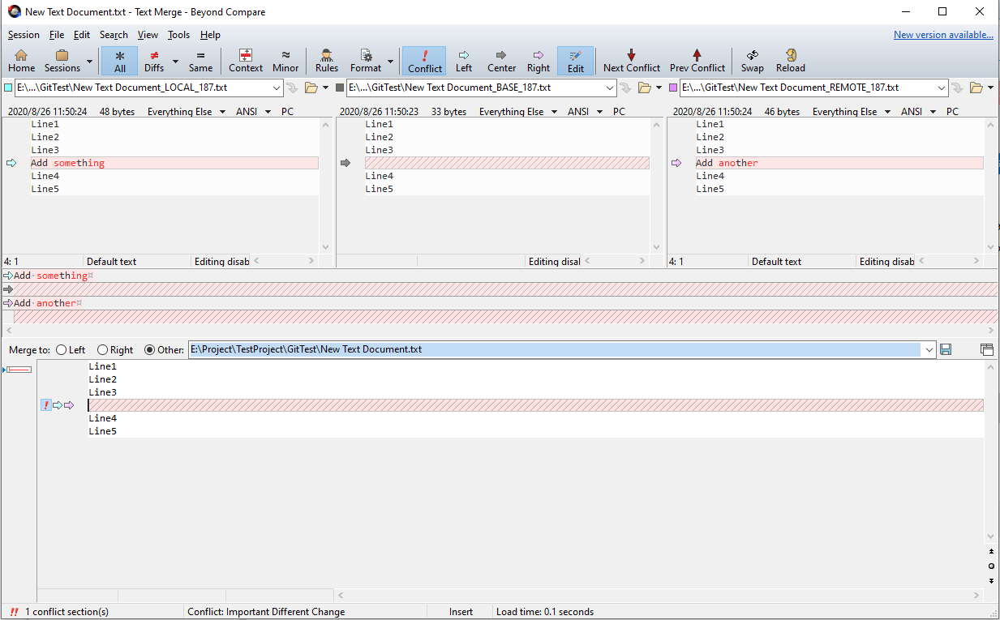 New Text Document.txt - Text Merge - Beyond Compare
Session File Edit Search View Tools Help New version available...
Home Sessions All Diffs Same Context Minor Rules Format Conflict Left Center Right Edit Next Conflict Prev Conflict Swap Reload
E:\...\GitTest\New Text Document_LOCAL_187.txt E:\...\GitTest\New Text Document_BASE_187.txt E:\...\GitTest\New Text Document_REMOTE_187.txt
2020/8/26 11:50:24 48 bytes Everything Else ANSI PC 2020/8/26 11:50:23 33 bytes Everything Else ANSI PC 2020/8/26 11:50:24 46 bytes Everything Else ANSI PC
Line1 Line1 Line1
Line2 Line2 Line2
Line3 Line3 Line3
Add something Add another
Line4 Line4 Line4
Line5 Line5 Line5
4: 1 Default text Editing disab Editing disal 4: 1 Default text Editing disab
Add·something¤
Add·another¤
Merge to: Left Right Other: E:\Project\TestProject\GitTest\New Text Document.txt
Line1
Line2
Line3
Line4
Line5
!! 1 conflict section(s) Conflict: Important Different Change Insert Load time: 0.1 seconds